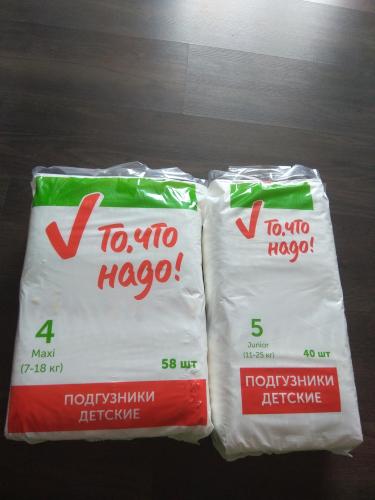 То, что
надо!
4
Maxi
(7-18 кг)
58 шт
ПОДГУЗНИКИ
ДЕТСКИЕ
То, что
надо!
5
Junior
(11-25 кг)
40 шт
ПОДГУЗНИКИ
ДЕТСКИЕ